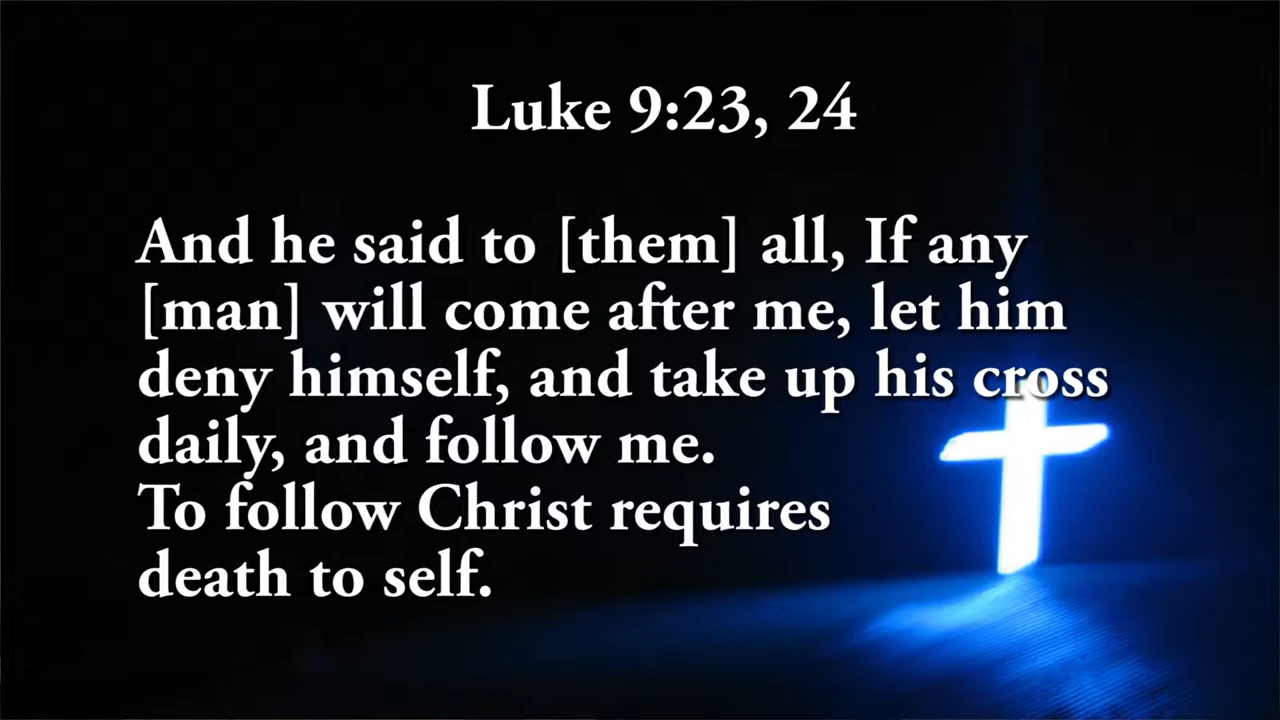 Luke 9:23, 24
And he said to [them] all, If any
[man] will come after me, let him
deny himself, and take up his cross
daily, and follow me.
To follow Christ requires
death to self.